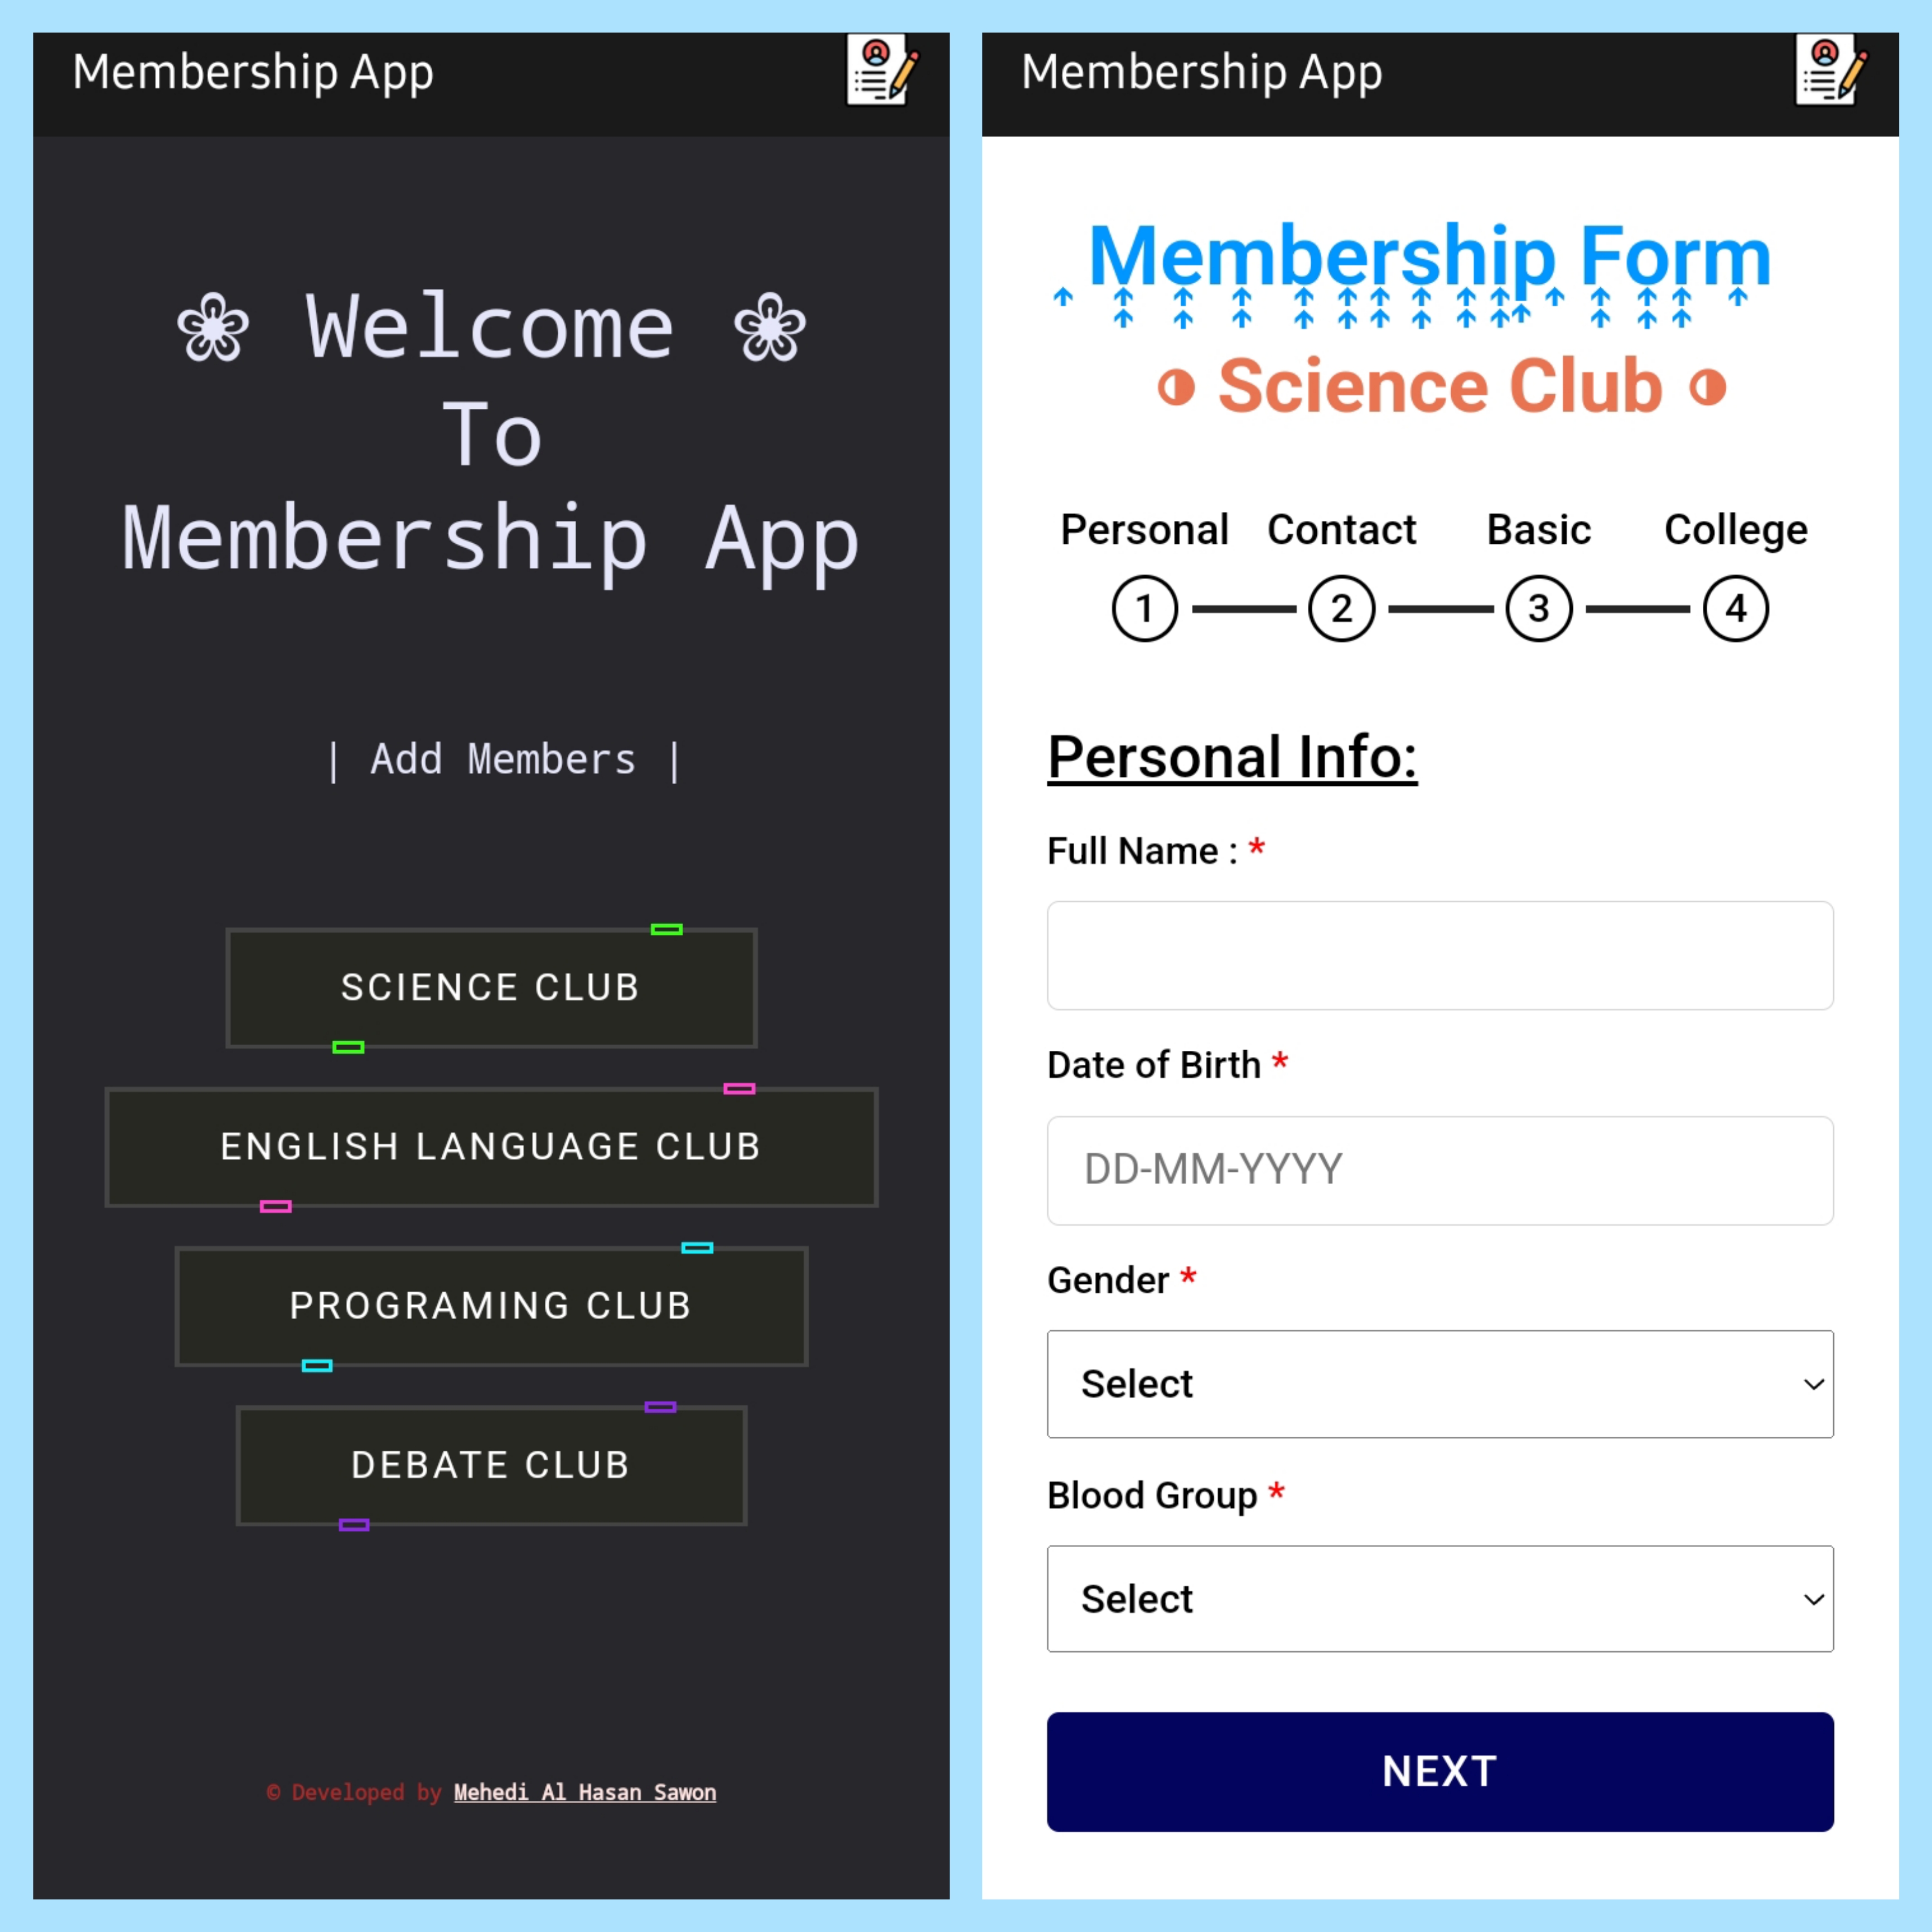 Membership App
❀ Welcome ❀
To
Membership App
| Add Members |
SCIENCE CLUB
ENGLISH LANGUAGE CLUB
PROGRAMING CLUB
DEBATE CLUB
© Developed by Mehedi Al Hasan Sawon
Membership App
Membership Form
◑ Science Club ◑
Personal Contact Basic College
1 2 3 4
Personal Info:
Full Name : *
Date of Birth *
DD-MM-YYYY
Gender *
Select
Blood Group *
Select
NEXT